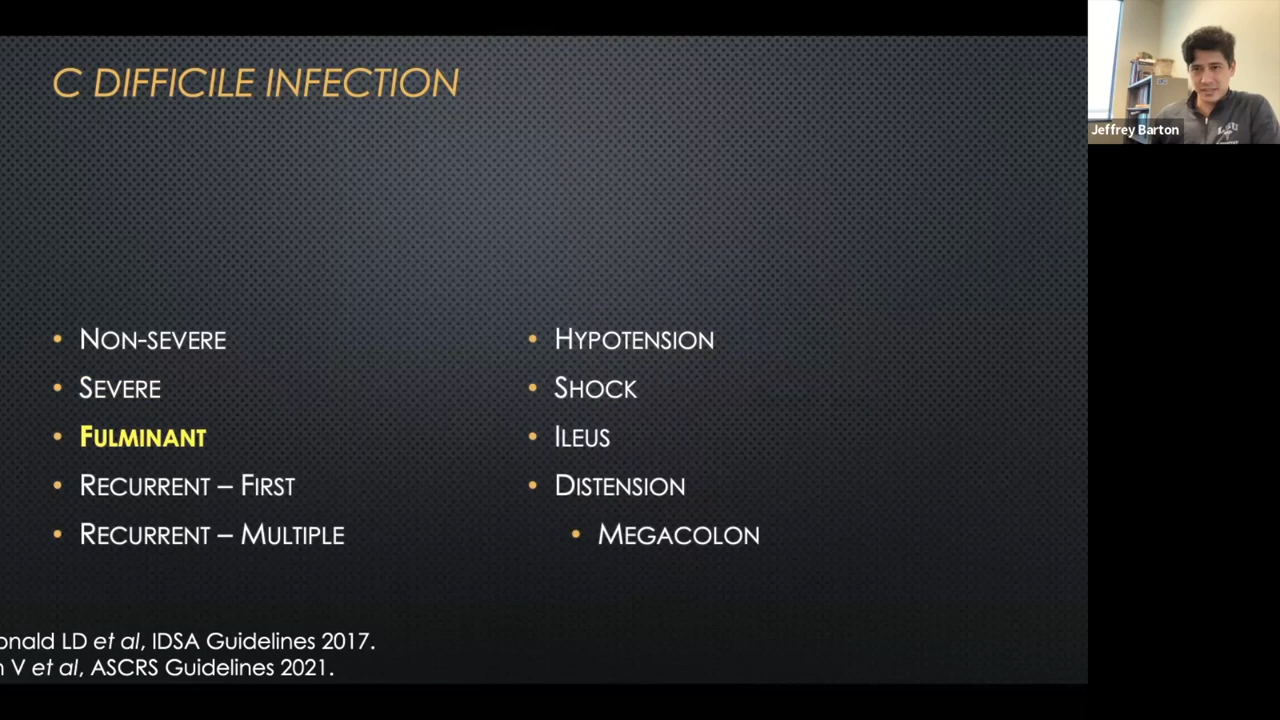 C DIFFICILE INFECTION
Jeffrey Barton
• NON-SEVERE
• SEVERE
• FULMINANT
• RECURRENT – FIRST
• RECURRENT – MULTIPLE
• HYPOTENSION
• SHOCK
• ILEUS
• DISTENSION
• MEGACOLON
onald LD et al, IDSA Guidelines 2017.
n V et al, ASCRS Guidelines 2021.